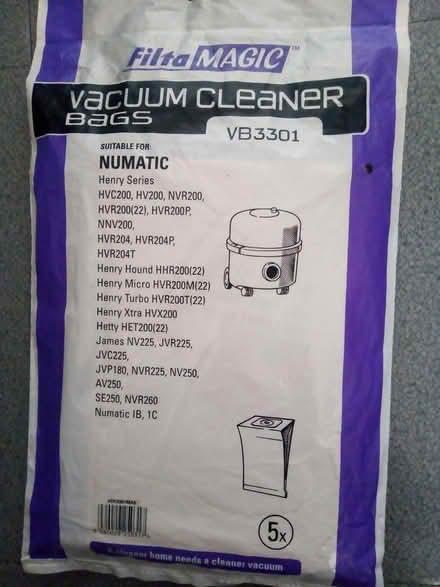 Filta MAGIC™
VACUUM CLEANER
BAGS
VB3301
SUITABLE FOR:
NUMATIC
Henry Series
HVC200, HV200, NVR200,
HVR200(22), HVR200P,
NNV200,
HVR204, HVR204P,
HVR204T
Henry Hound HHR200(22)
Henry Micro HVR200M(22)
Henry Turbo HVR200T(22)
Henry Xtra HVX200
Hetty HET200(22)
James NV225, JVR225,
JVC225,
JVP180, NVR225, NV250,
AV250,
SE250, NVR260
Numatic IB, 1C
5x
A cleaner home needs a cleaner vacuum